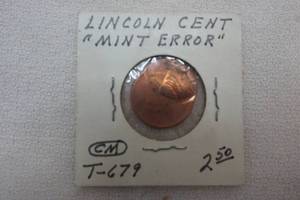 LINCOLN CENT
"MINT ERROR"
CM
T-679
2 50